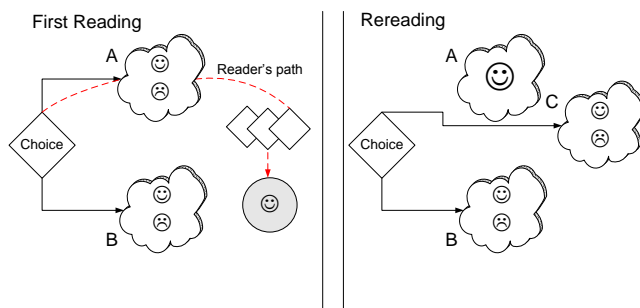 First Reading
A
Reader's path
Choice
B
Rereading
A
C
Choice
B